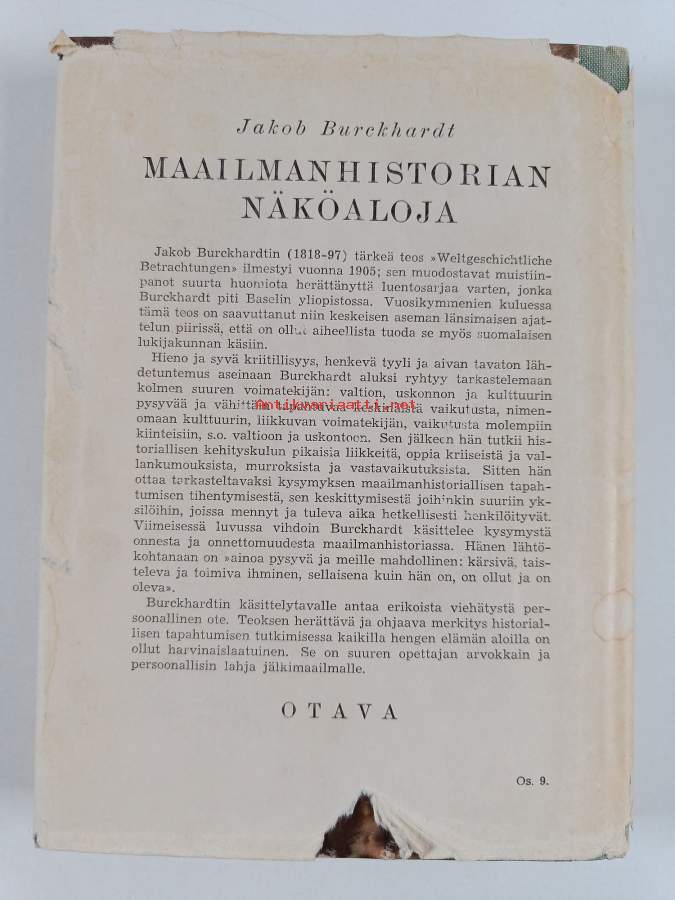 Jakob Burckhardt
MAAILMANHISTORIAN
NÄKÖALOJA
Jakob Burckhardtin (1818-97) tärkeä teos »Weltgeschichtliche
Betrachtungen» ilmestyi vuonna 1905; sen muodostavat muistiin-
panot suurta huomiota herättänyttä luentosarjaa varten, jonka
Burckhardt piti Baselin yliopistossa. Vuosikymmenien kuluessa
tämä teos on saavuttanut niin keskeisen aseman länsimaisen ajat-
telun piirissä, että on ollut aiheellista tuoda se myös suomalaisen
lukijakunnan käsiin.
Hieno ja syvä kriitillisyys, henkevä tyyli ja aivan tavaton läh-
detuntemus aseinaan Burckhardt aluksi ryhtyy tarkastelemaan
kolmen suuren voimatekijän: valtion, uskonnon ja kulttuurin
pysyvää ja vähittäin tapahtuvaa keskinäistä vaikutusta, nimen-
Antikvariaatti.net
omaan kulttuurin, liikkuvan voimatekijän, vaikutusta molempiin
kiinteisiin, s.o. valtioon ja uskontoon. Sen jälkeen hän tutkii his-
toriallisen kehityskulun pikaisia liikkeitä, oppia kriiseistä ja val-
lankumouksista, murroksista ja vastavaikutuksista. Sitten hän
ottaa tarkasteltavaksi kysymyksen maailmanhistoriallisen tapah-
tumisen tihentymisestä, sen keskittymisestä joihinkin suuriin yk-
silöihin, joissa mennyt ja tuleva aika hetkellisesti henkilöityvät.
Viimeisessä luvussa vihdoin Burckhardt käsittelee kysymystä
onnesta ja onnettomuudesta maailmanhistoriassa. Hänen lähtö-
kohtanaan on »ainoa pysyvä ja meille mahdollinen: kärsivä, tais-
televa ja toimiva ihminen, sellaisena kuin hän on, on ollut ja on
oleva».
Burckhardtin käsittelytavalle antaa erikoista viehätystä per-
soonallinen ote. Teoksen herättävä ja ohjaava merkitys historial-
lisen tapahtumisen tutkimisessa kaikilla hengen elämän aloilla on
ollut harvinaislaatuinen. Se on suuren opettajan arvokkain ja
persoonallisin lahja jälkimaailmalle.
OTAVA
Os. 9.